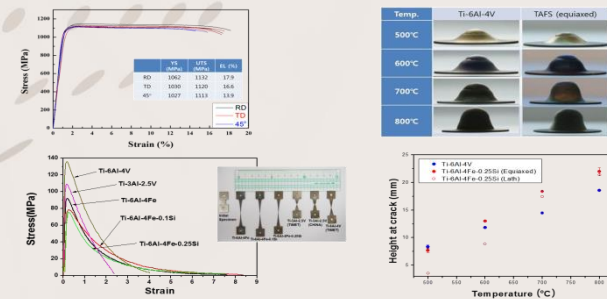 1200
1000
800
600
400
200
0
Stress (MPa)
YS (MPa) UTS (MPa) EL (%)
RD 1062 1132 17.9
TD 1030 1120 16.6
45° 1027 1113 13.9
RD
TD
45°
0 2 4 6 8 10 12 14 16 18 20
Strain (%)
140
120
100
80
60
40
20
0
Stress(MPa)
Ti-6Al-4V
Ti-3Al-2.5V
Ti-6Al-4Fe
Ti-6Al-4Fe-0.1Si
Ti-6Al-4Fe-0.25Si
0 1 2 3 4 5 6 7 8 9
Strain
Temp. Ti-6Al-4V TAFS (equiaxed)
500℃
600℃
700℃
800℃
25
20
15
10
5
0
Height at crack (mm)
Ti-6Al-4V
Ti-6Al-4Fe-0.25Si (Equiaxed)
Ti-6Al-4Fe-0.25Si (Lath)
500 600 700 800
Temperature (°C)